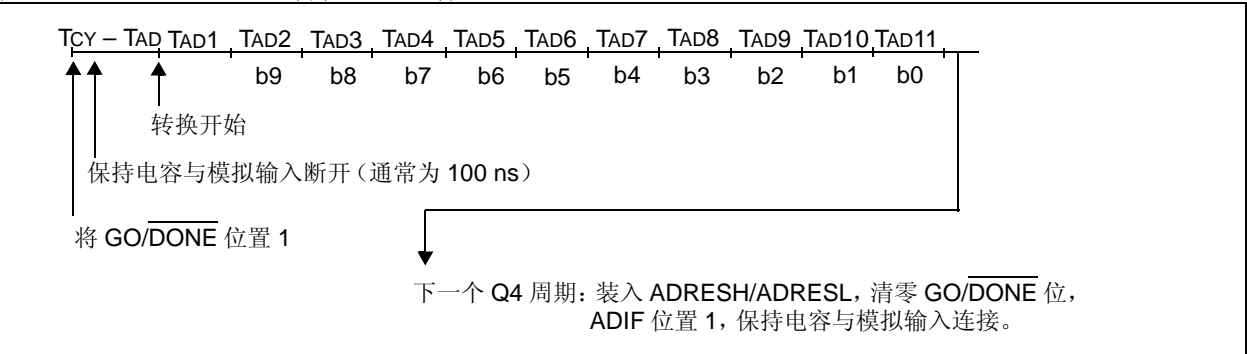 TCY – TAD TAD1 TAD2 TAD3 TAD4 TAD5 TAD6 TAD7 TAD8 TAD9 TAD10 TAD11
b9 b8 b7 b6 b5 b4 b3 b2 b1 b0
转换开始
保持电容与模拟输入断开（通常为 100 ns）
将 GO/DONE 位置 1
下一个 Q4 周期：装入 ADRESH/ADRESL，清零 GO/DONE 位，
ADIF 位置 1，保持电容与模拟输入连接。